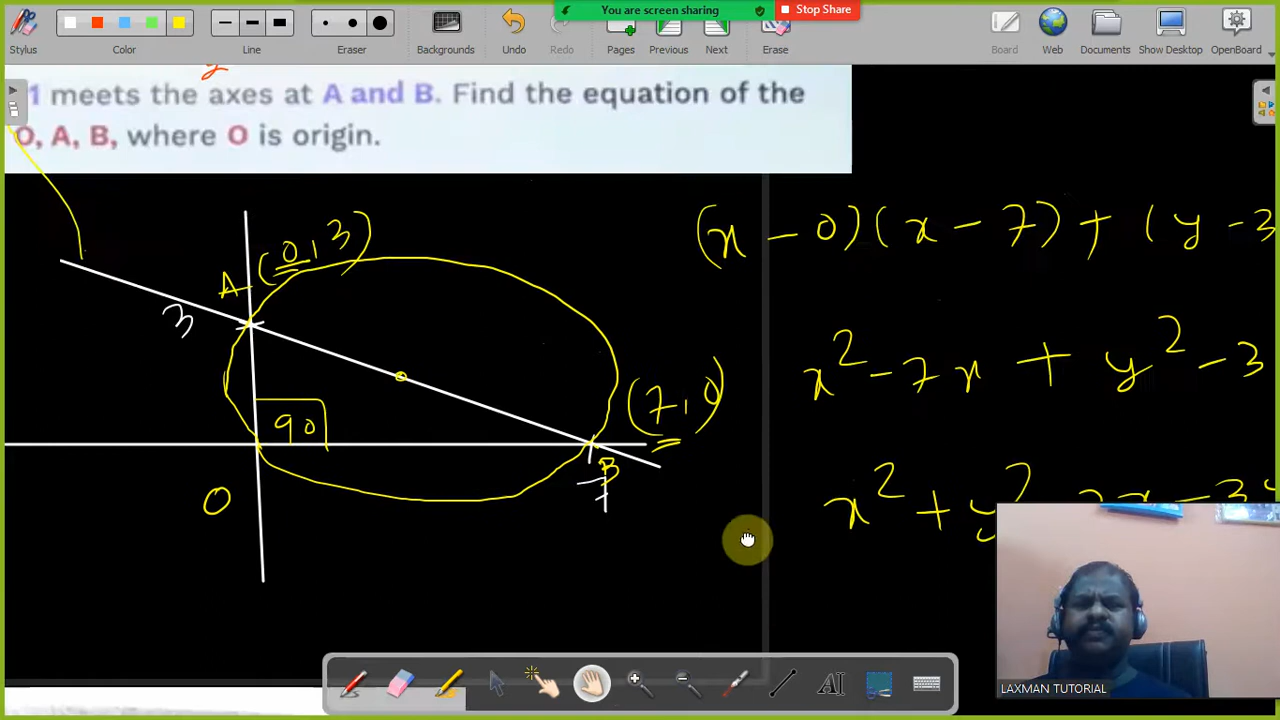 You are screen sharing
Stop Share
Stylus
Color
Line
Eraser
Backgrounds
Undo
Redo
Pages
Previous
Next
Erase
Board
Web
Documents
Show Desktop
OpenBoard
1 meets the axes at A and B. Find the equation of the
O, A, B, where O is origin.
A (0, 3)
3
(7, 0)
90
B
7
O
(x - 0)(x - 7) + (y - 3
x² - 7x + y² - 3
x² + y²
LAXMAN TUTORIAL